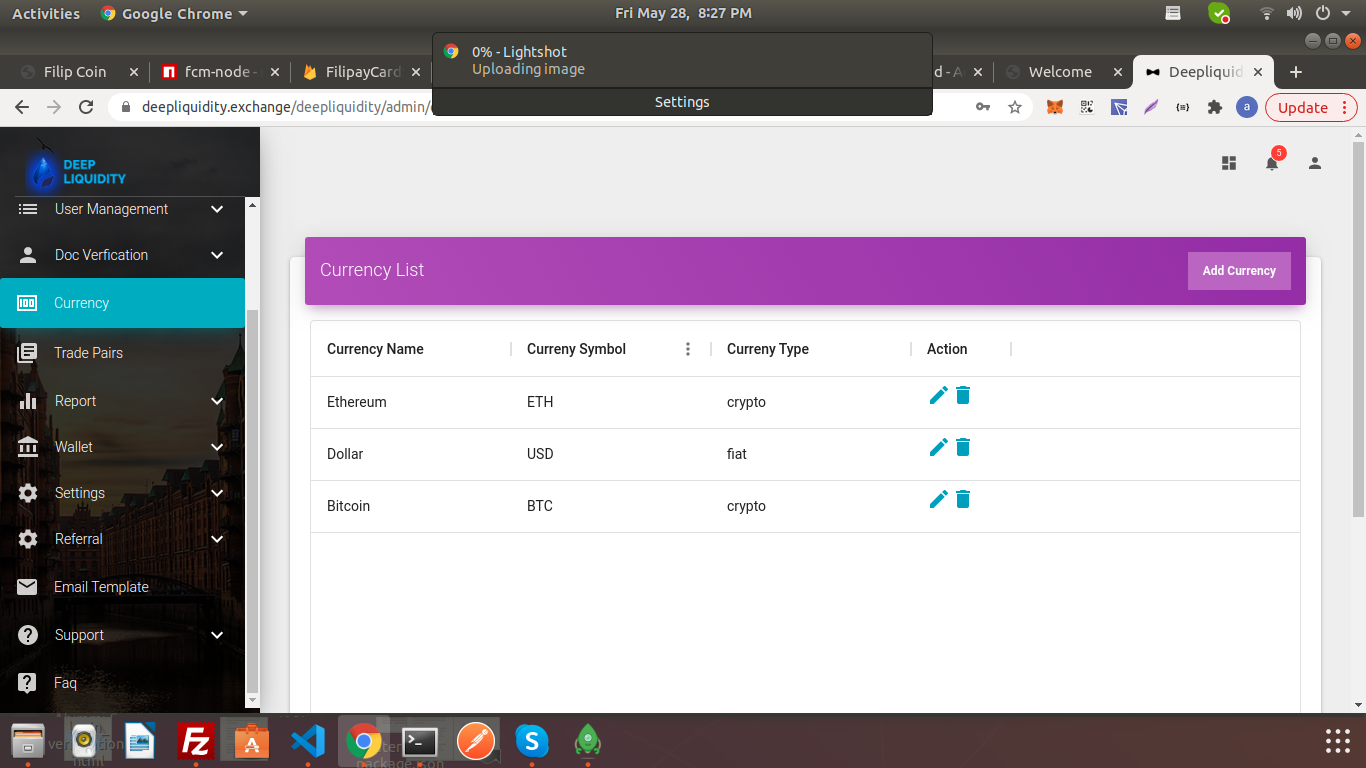 Activities Google Chrome Fri May 28, 8:27 PM
0% - Lightshot
Uploading image
Settings
Filip Coin fcm-node - FilipayCard d - A Welcome Deepliquid
deepliquidity.exchange/deepliquidity/admin/ a Update
DEEP
LIQUIDITY
5
User Management
Doc Verfication
Currency
Trade Pairs
Report
Wallet
Settings
Referral
Email Template
Support
Faq
Currency List Add Currency
Currency Name Curreny Symbol Curreny Type Action
Ethereum ETH crypto
Dollar USD fiat
Bitcoin BTC crypto
package.json